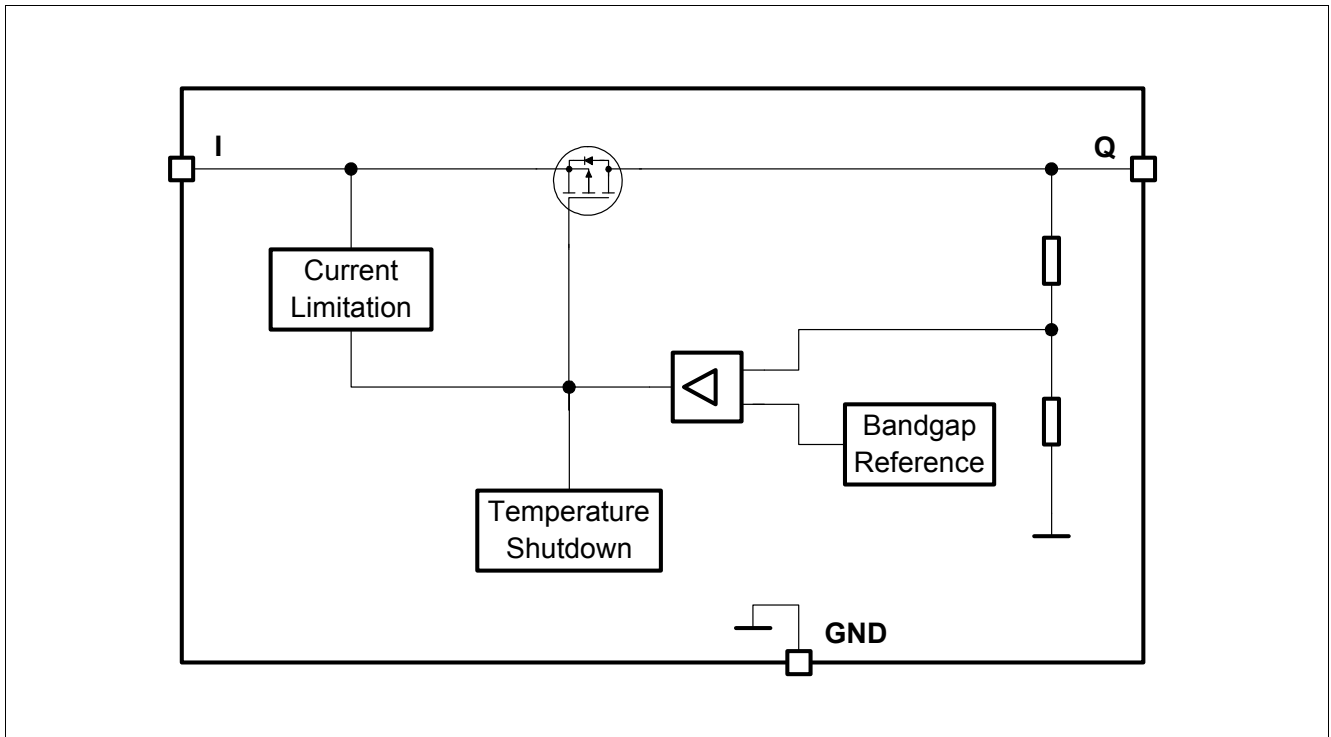 I
Q
Current
Limitation
Bandgap
Reference
Temperature
Shutdown
GND